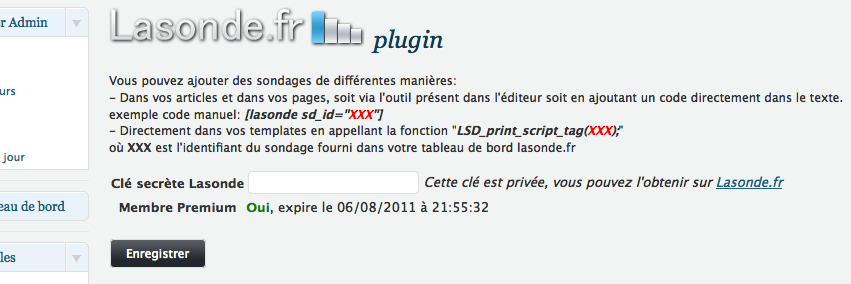 r Admin
Lasonde.fr plugin
Vous pouvez ajouter des sondages de différentes manières:
urs
– Dans vos articles et dans vos pages, soit via l'outil présent dans l'éditeur soit en ajoutant un code directement dans le texte.
exemple code manuel: [lasonde sd_id="XXX"]
– Directement dans vos templates en appellant la fonction "LSD_print_script_tag(XXX);"
où XXX est l'identifiant du sondage fourni dans votre tableau de bord lasonde.fr
jour
Clé secrète Lasonde Cette clé est privée, vous pouvez l'obtenir sur Lasonde.fr
eau de bord
Membre Premium Oui, expire le 06/08/2011 à 21:55:32
Enregistrer
les